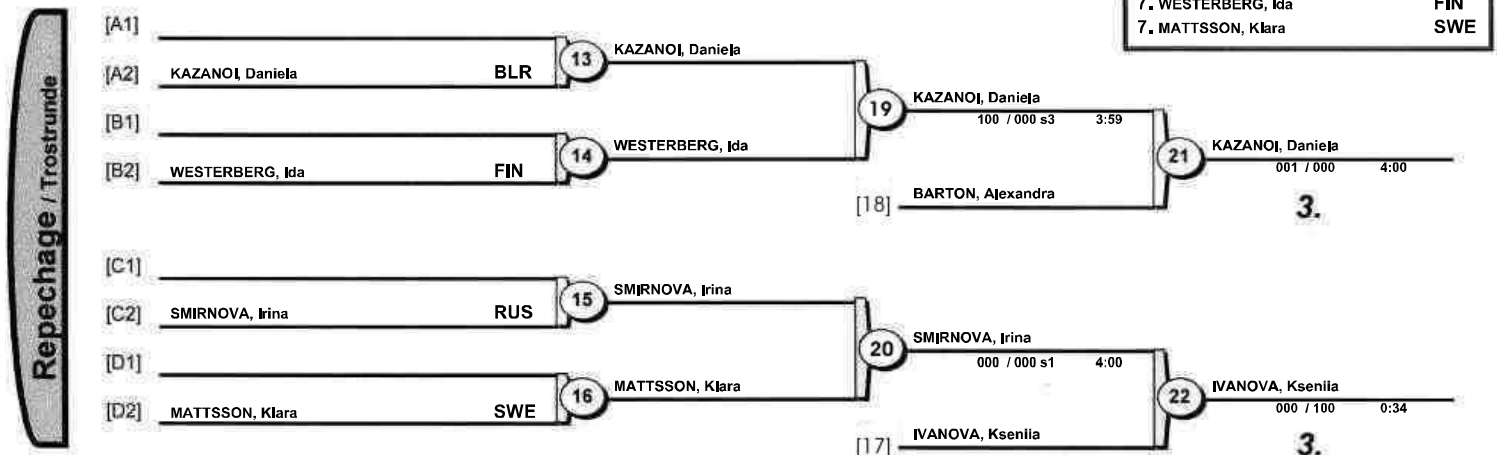 7. WESTERBERG, Ida FIN
7. MATTSSON, Klara SWE
Repechage / Trostrunde
[A1]
13 KAZANOI, Daniela
[A2] KAZANOI, Daniela BLR
19 KAZANOI, Daniela
100 / 000 s3 3:59
[B1]
14 WESTERBERG, Ida
[B2] WESTERBERG, Ida FIN
21 KAZANOI, Daniela
001 / 000 4:00
[18] BARTON, Alexandra
3.
[C1]
15 SMIRNOVA, Irina
[C2] SMIRNOVA, Irina RUS
20 SMIRNOVA, Irina
000 / 000 s1 4:00
[D1]
16 MATTSSON, Klara
[D2] MATTSSON, Klara SWE
22 IVANOVA, Kseniia
000 / 100 0:34
[17] IVANOVA, Kseniia
3.